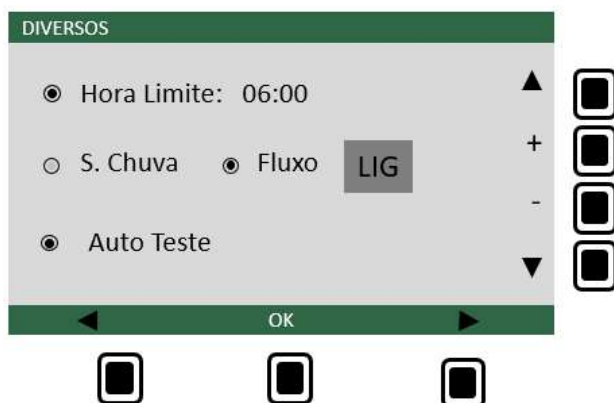 DIVERSOS
Hora Limite: 06:00
S. Chuva Fluxo LIG
+
-
Auto Teste
OK